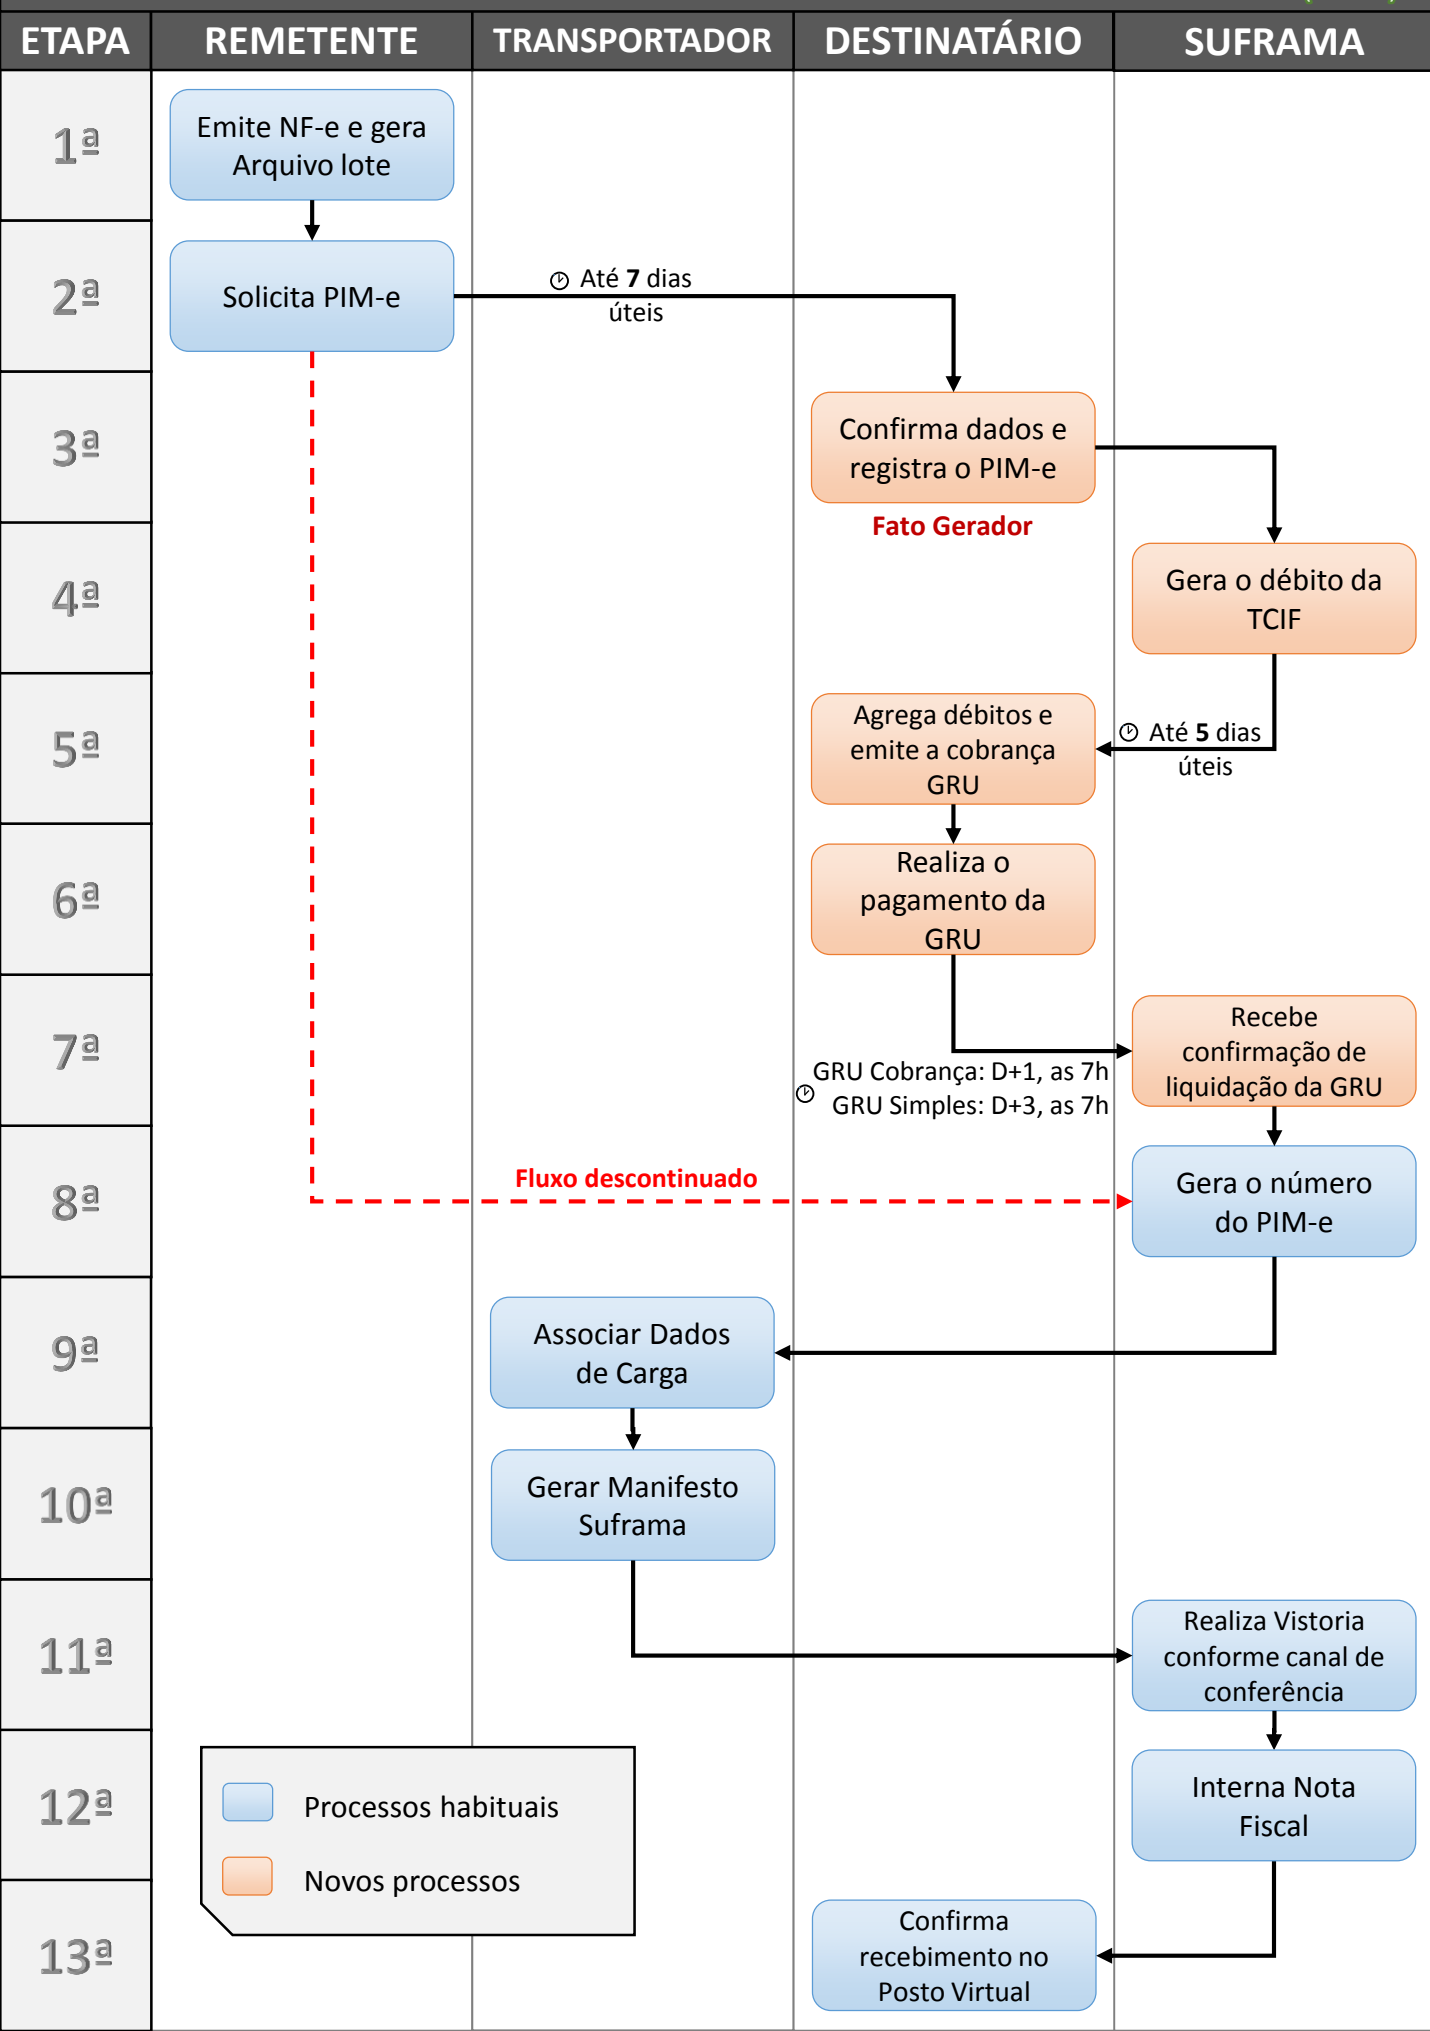 ETAPA
REMETENTE
TRANSPORTADOR
DESTINATÁRIO
SUFRAMA
1ª
Emite NF-e e gera
Arquivo lote
2ª
Solicita PIM-e
Até 7 dias
úteis
3ª
Confirma dados e
registra o PIM-e
Fato Gerador
4ª
Gera o débito da
TCIF
5ª
Agrega débitos e
emite a cobrança
GRU
Até 5 dias
úteis
6ª
Realiza o
pagamento da
GRU
7ª
GRU Cobrança: D+1, as 7h
GRU Simples: D+3, as 7h
Recebe
confirmação de
liquidação da GRU
8ª
Fluxo descontinuado
Gera o número
do PIM-e
9ª
Associar Dados
de Carga
10ª
Gerar Manifesto
Suframa
11ª
Realiza Vistoria
conforme canal de
conferência
12ª
Processos habituais
Novos processos
Interna Nota
Fiscal
13ª
Confirma
recebimento no
Posto Virtual